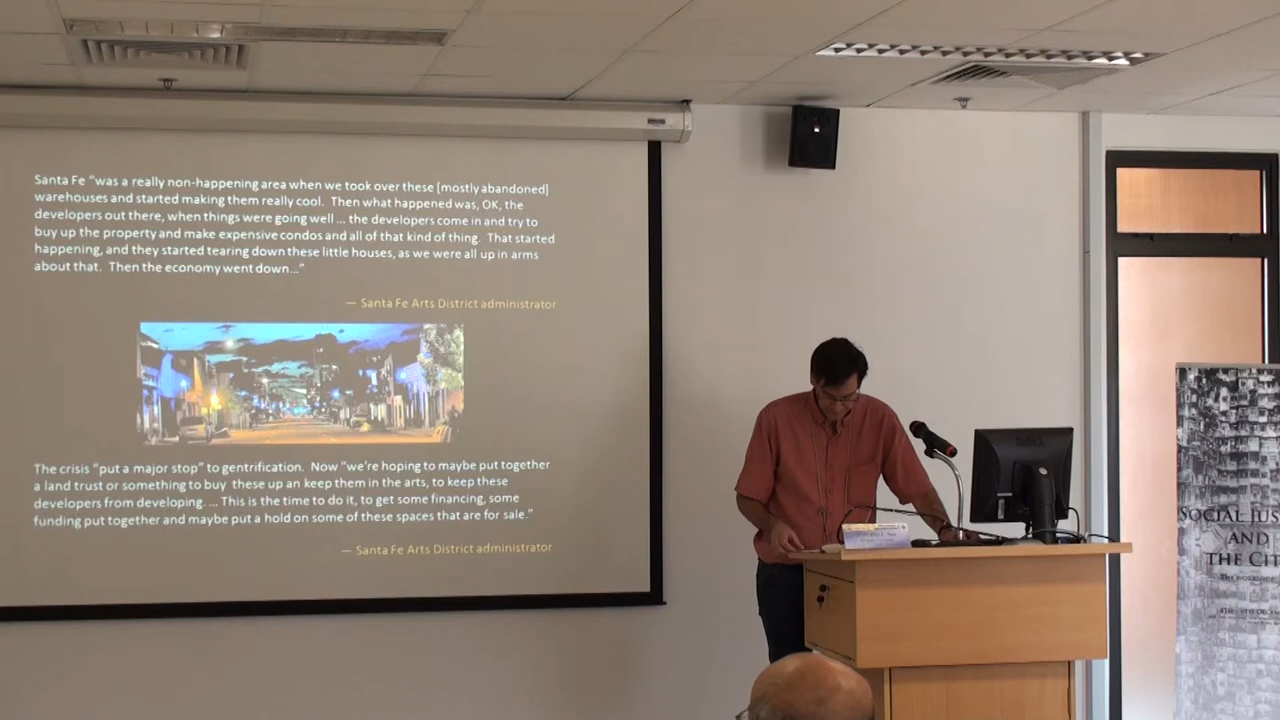 Santa Fe “was a really non-happening area when we took over these [mostly abandoned]
warehouses and started making them really cool. Then what happened was, OK, the
developers out there, when things were going well … the developers come in and try to
buy up the property and make expensive condos and all of that kind of thing. That started
happening, and they started tearing down these little houses, as we were all up in arms
about that. Then the economy went down…”
— Santa Fe Arts District administrator
The crisis “put a major stop” to gentrification. Now “we’re hoping to maybe put together
a land trust or something to buy these up an keep them in the arts, to keep these
developers from developing. … This is the time to do it, to get some financing, some
funding put together and maybe put a hold on some of these spaces that are for sale.”
— Santa Fe Arts District administrator
DELL
Social Jus
and
the Cit